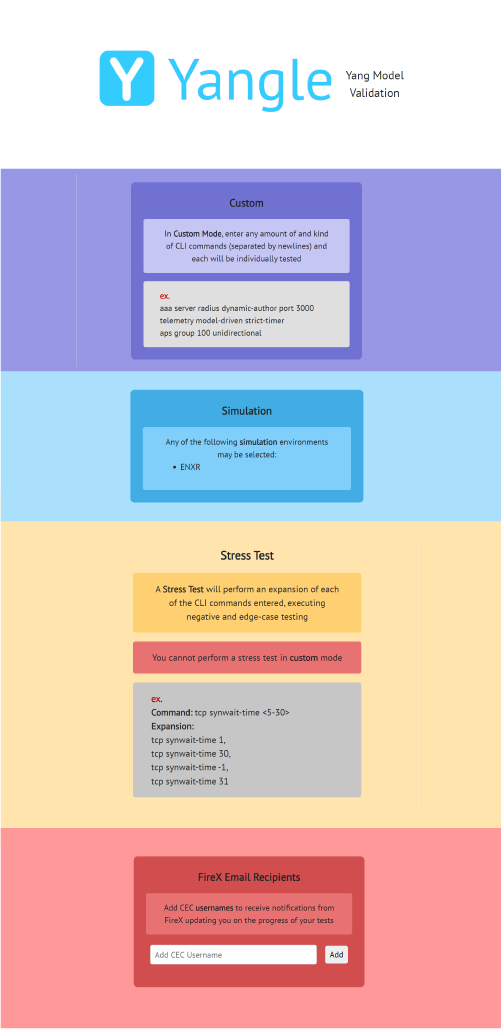 Y Yangle
Yang Model
Validation
Custom
In Custom Mode, enter any amount of and kind
of CLI commands (separated by newlines) and
each will be individually tested
ex.
aaa server radius dynamic-author port 3000
telemetry model-driven strict-timer
aps group 100 unidirectional
Simulation
Any of the following simulation environments
may be selected:
• ENXR
Stress Test
A Stress Test will perform an expansion of each
of the CLI commands entered, executing
negative and edge-case testing
You cannot perform a stress test in custom mode
ex.
Command: tcp synwait-time <5-30>
Expansion:
tcp synwait-time 1,
tcp synwait-time 30,
tcp synwait-time -1,
tcp synwait-time 31
FireX Email Recipients
Add CEC usernames to receive notifications from
FireX updating you on the progress of your tests
Add CEC Username Add